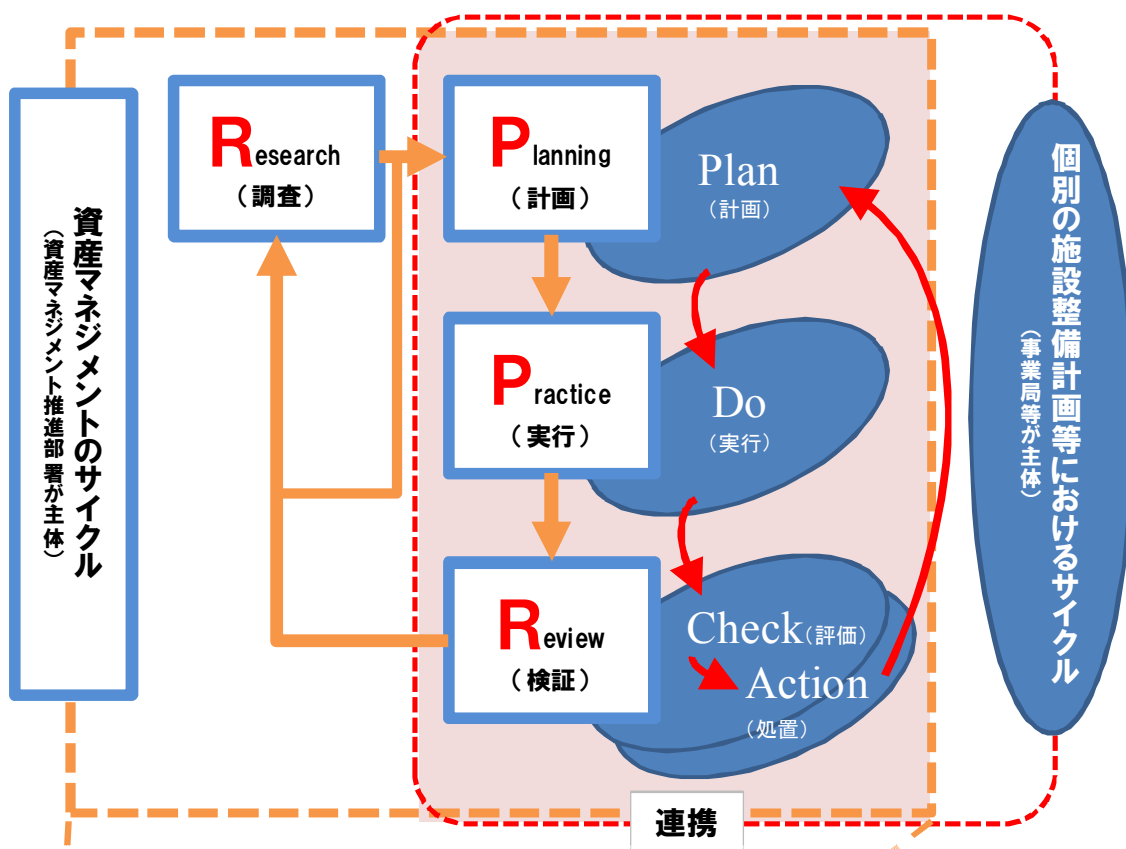 資産マネジメントのサイクル
（資産マネジメント推進部署が主体）
Research
（調査）
Planning
（計画）
Plan
（計画）
Practice
（実行）
Do
（実行）
Review
（検証）
Check（評価）
Action
（処置）
個別の施設整備計画等におけるサイクル
（事業局等が主体）
連携